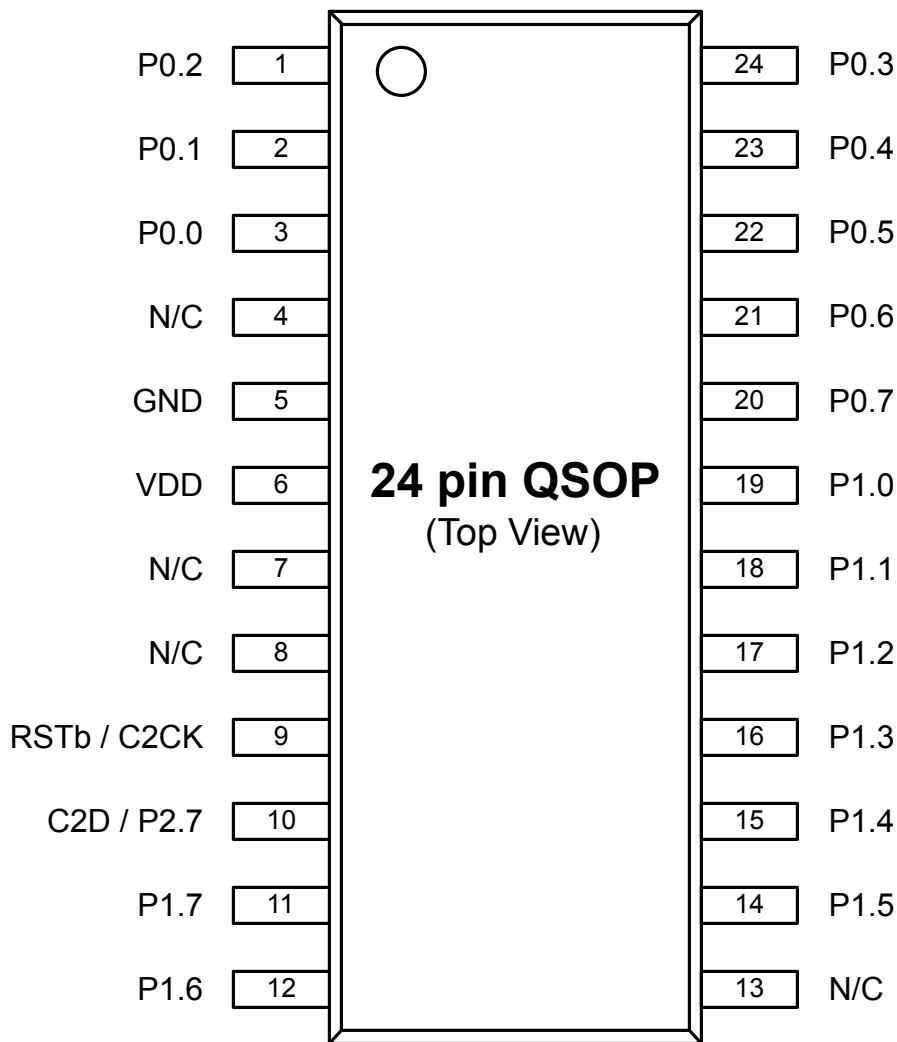 P0.2 1 24 P0.3
P0.1 2 23 P0.4
P0.0 3 22 P0.5
N/C 4 21 P0.6
GND 5 20 P0.7
VDD 6 24 pin QSOP 19 P1.0
(Top View)
N/C 7 18 P1.1
N/C 8 17 P1.2
RSTb / C2CK 9 16 P1.3
C2D / P2.7 10 15 P1.4
P1.7 11 14 P1.5
P1.6 12 13 N/C